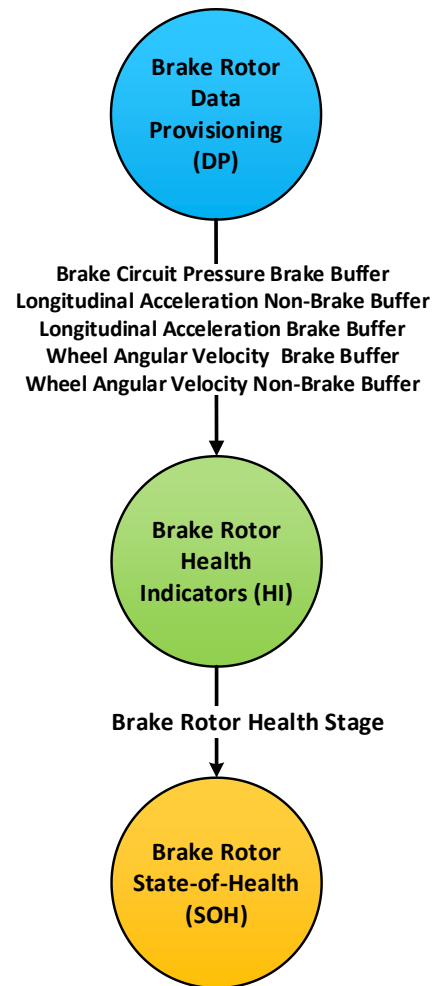 Brake Rotor
Data
Provisioning
(DP)
Brake Circuit Pressure Brake Buffer
Longitudinal Acceleration Non-Brake Buffer
Longitudinal Acceleration Brake Buffer
Wheel Angular Velocity Brake Buffer
Wheel Angular Velocity Non-Brake Buffer
Brake Rotor
Health
Indicators (HI)
Brake Rotor Health Stage
Brake Rotor
State-of-Health
(SOH)